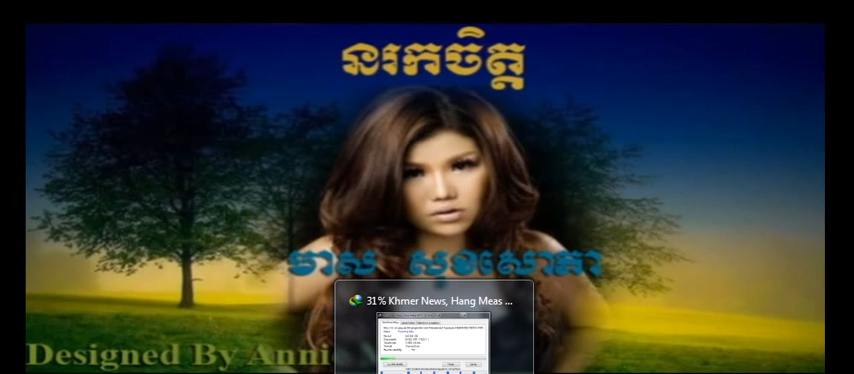 នរកចិត្ត
មាស សុខសោភា
31% Khmer News, Hang Meas ...
Designed By Annie